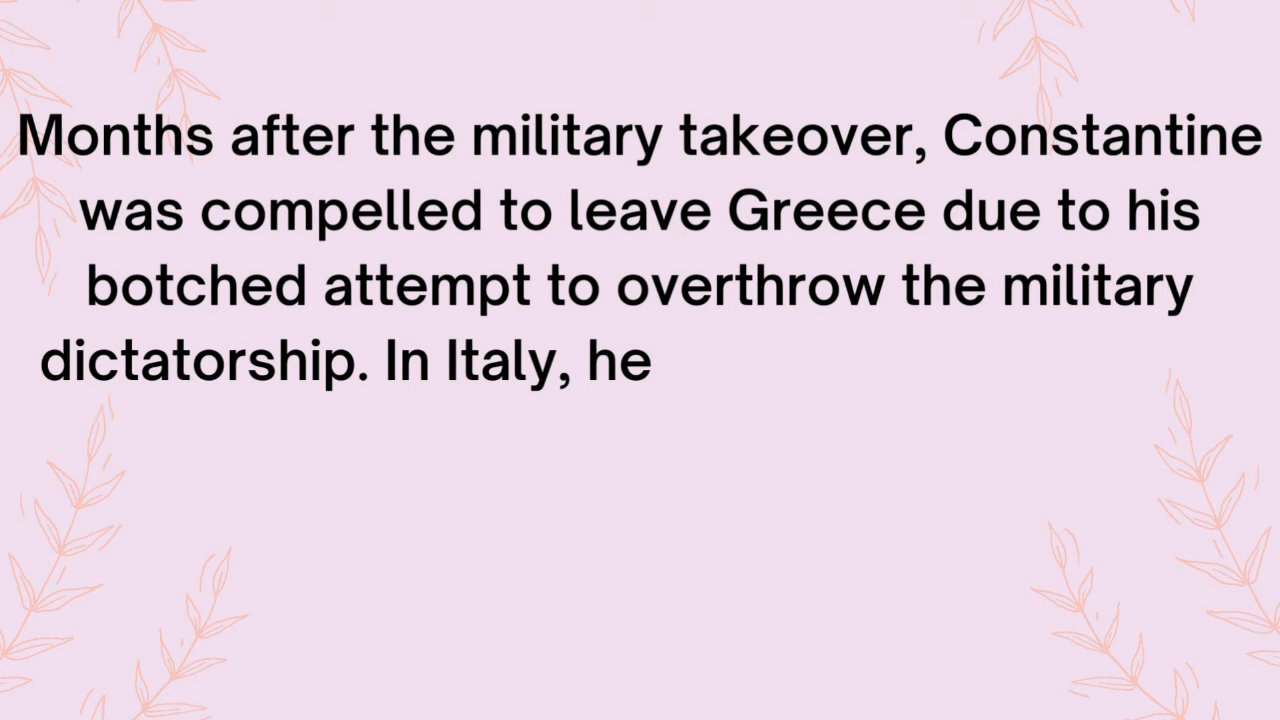 Months after the military takeover, Constantine
was compelled to leave Greece due to his
botched attempt to overthrow the military
dictatorship. In Italy, he